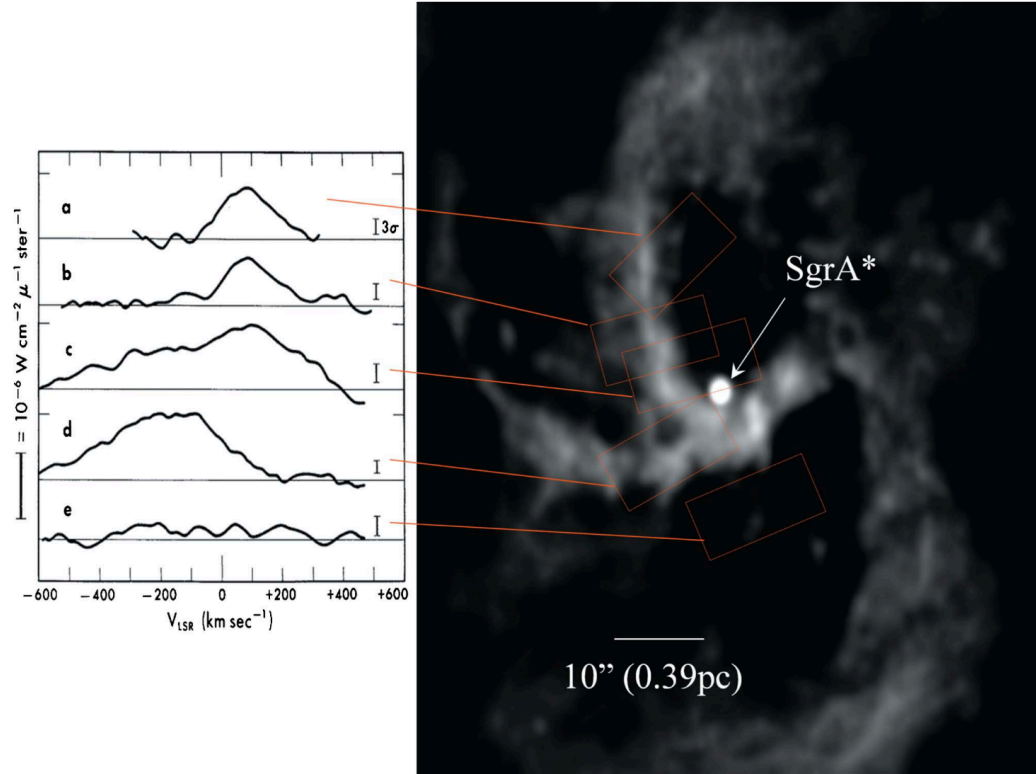 a
3σ
b
c
d
e
= 10⁻⁶ W cm⁻² μ⁻¹ ster⁻¹
-600 -400 -200 0 +200 +400 +600
V_LSR (km sec⁻¹)
SgrA*
10” (0.39pc)